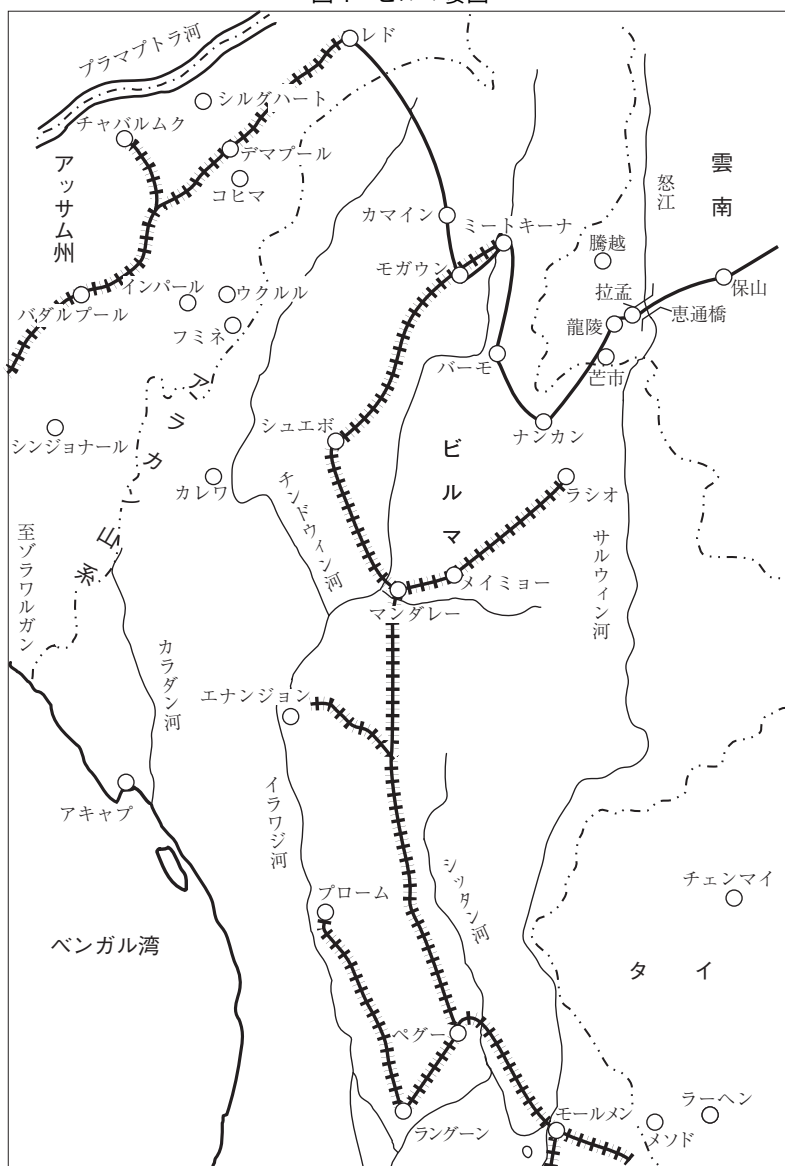 レド
ブラマプトラ河
シルグハート
チャバルムク
デマプール
コヒマ
アッサム州
雲南
怒江
カマイン
ミートキーナ
騰越
モガウン
保山
拉孟
恵通橋
龍陵
インパール
ウクルル
バダルプール
フミネ
バーモ
芒市
アラカン山系
シンジョナール
シュエボ
ナンカン
ビルマ
カレワ
チンドウィン河
ラシオ
サルウィン河
至ゾラワルガン
メイミョー
マンダレー
カラダン河
エナンジョン
アキャブ
イラワジ河
シッタン河
プローム
チェンマイ
ベンガル湾
タイ
ペグー
ラングーン
モールメン
メソド
ラーヘン